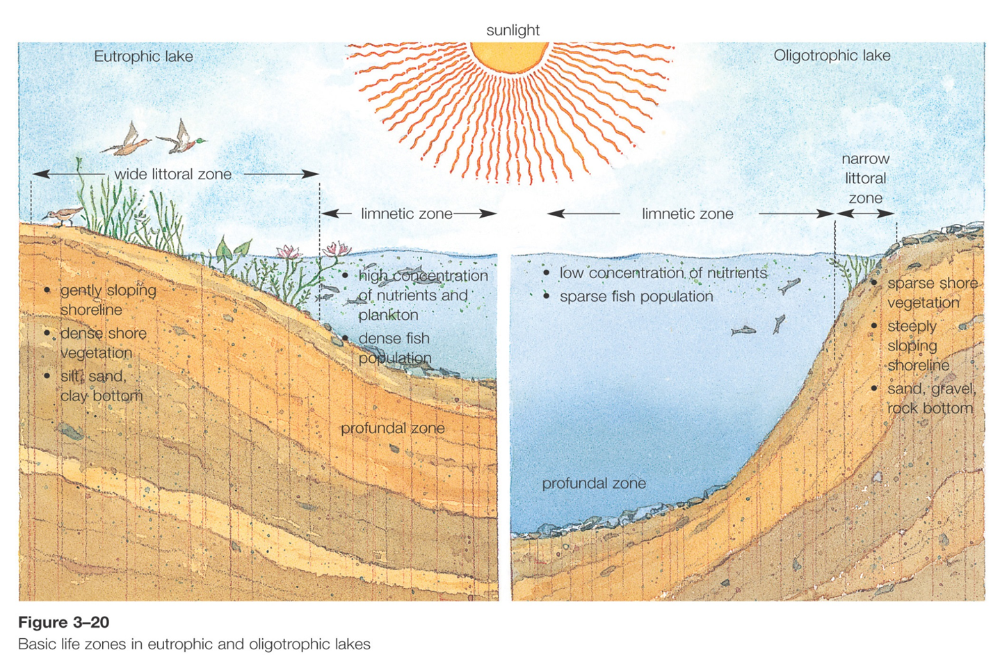 sunlight
Eutrophic lake
Oligotrophic lake
wide littoral zone
limnetic zone
limnetic zone
narrow
littoral
zone
• gently sloping
shoreline
• dense shore
vegetation
• silt, sand,
clay bottom
• high concentration
of nutrients and
plankton
• dense fish
population
profundal zone
• low concentration of nutrients
• sparse fish population
profundal zone
• sparse shore
vegetation
• steeply
sloping
shoreline
• sand, gravel,
rock bottom
Figure 3–20
Basic life zones in eutrophic and oligotrophic lakes